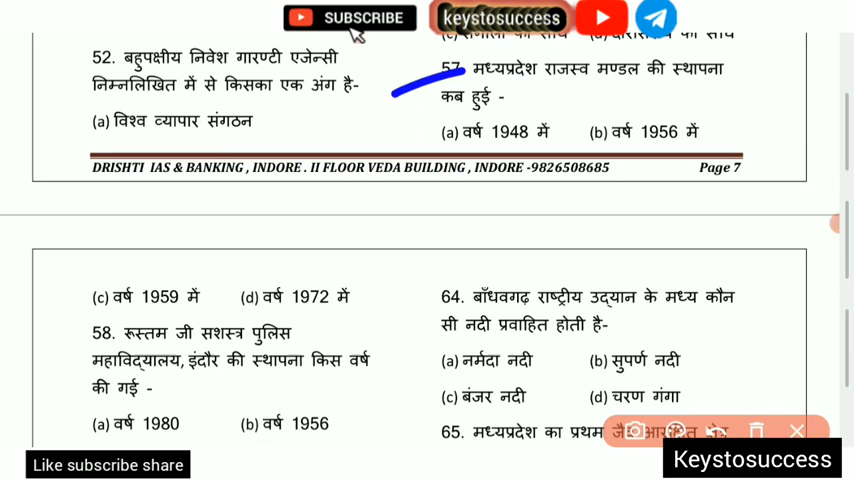 SUBSCRIBE
keystosuccess
52. बहुपक्षीय निवेश गारण्टी एजेन्सी
निम्नलिखित में से किसका एक अंग है-
(a) विश्व व्यापार संगठन
57. मध्यप्रदेश राजस्व मण्डल की स्थापना
कब हुई -
(a) वर्ष 1948 में (b) वर्ष 1956 में
DRISHTI IAS & BANKING , INDORE . II FLOOR VEDA BUILDING , INDORE -9826508685 Page 7
(c) वर्ष 1959 में (d) वर्ष 1972 में
58. रूस्तम जी सशस्त्र पुलिस
महाविद्यालय, इंदौर की स्थापना किस वर्ष
की गई -
(a) वर्ष 1980 (b) वर्ष 1956
64. बाँधवगढ़ राष्ट्रीय उद्यान के मध्य कौन
सी नदी प्रवाहित होती है-
(a) नर्मदा नदी (b) सुपर्ण नदी
(c) बंजर नदी (d) चरण गंगा
65. मध्यप्रदेश का प्रथम
Like subscribe share
Keystosuccess